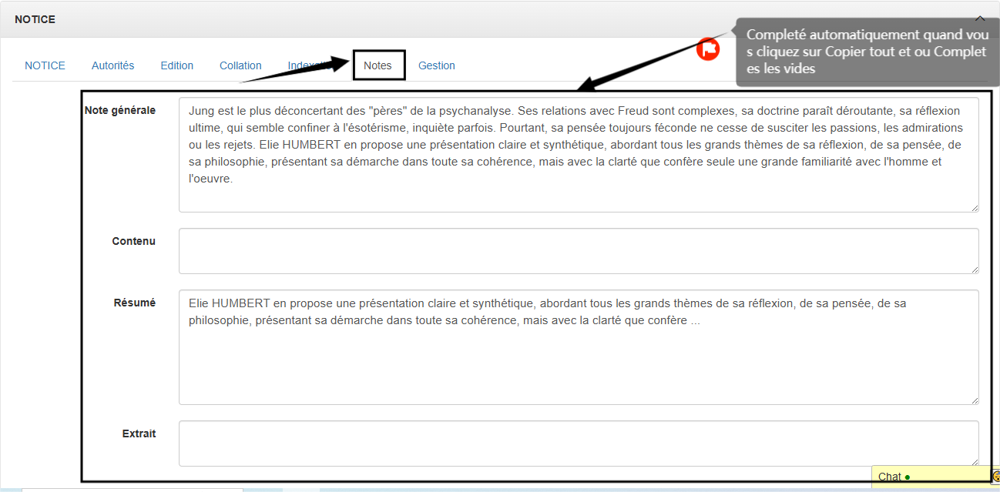 NOTICE
Completé automatiquement quand vou
s cliquez sur Copier tout et ou Complet
es les vides
NOTICE Autorités Edition Collation Notes Gestion
Note générale
Jung est le plus déconcertant des "pères" de la psychanalyse. Ses relations avec Freud sont complexes, sa doctrine paraît déroutante, sa réflexion
ultime, qui semble confiner à l'ésotérisme, inquiète parfois. Pourtant, sa pensée toujours féconde ne cesse de susciter les passions, les admirations
ou les rejets. Elie HUMBERT en propose une présentation claire et synthétique, abordant tous les grands thèmes de sa réflexion, de sa pensée, de
sa philosophie, présentant sa démarche dans toute sa cohérence, mais avec la clarté que confère seule une grande familiarité avec l'homme et
l'oeuvre.
Contenu
Résumé
Elie HUMBERT en propose une présentation claire et synthétique, abordant tous les grands thèmes de sa réflexion, de sa pensée, de sa
philosophie, présentant sa démarche dans toute sa cohérence, mais avec la clarté que confère ...
Extrait
Chat